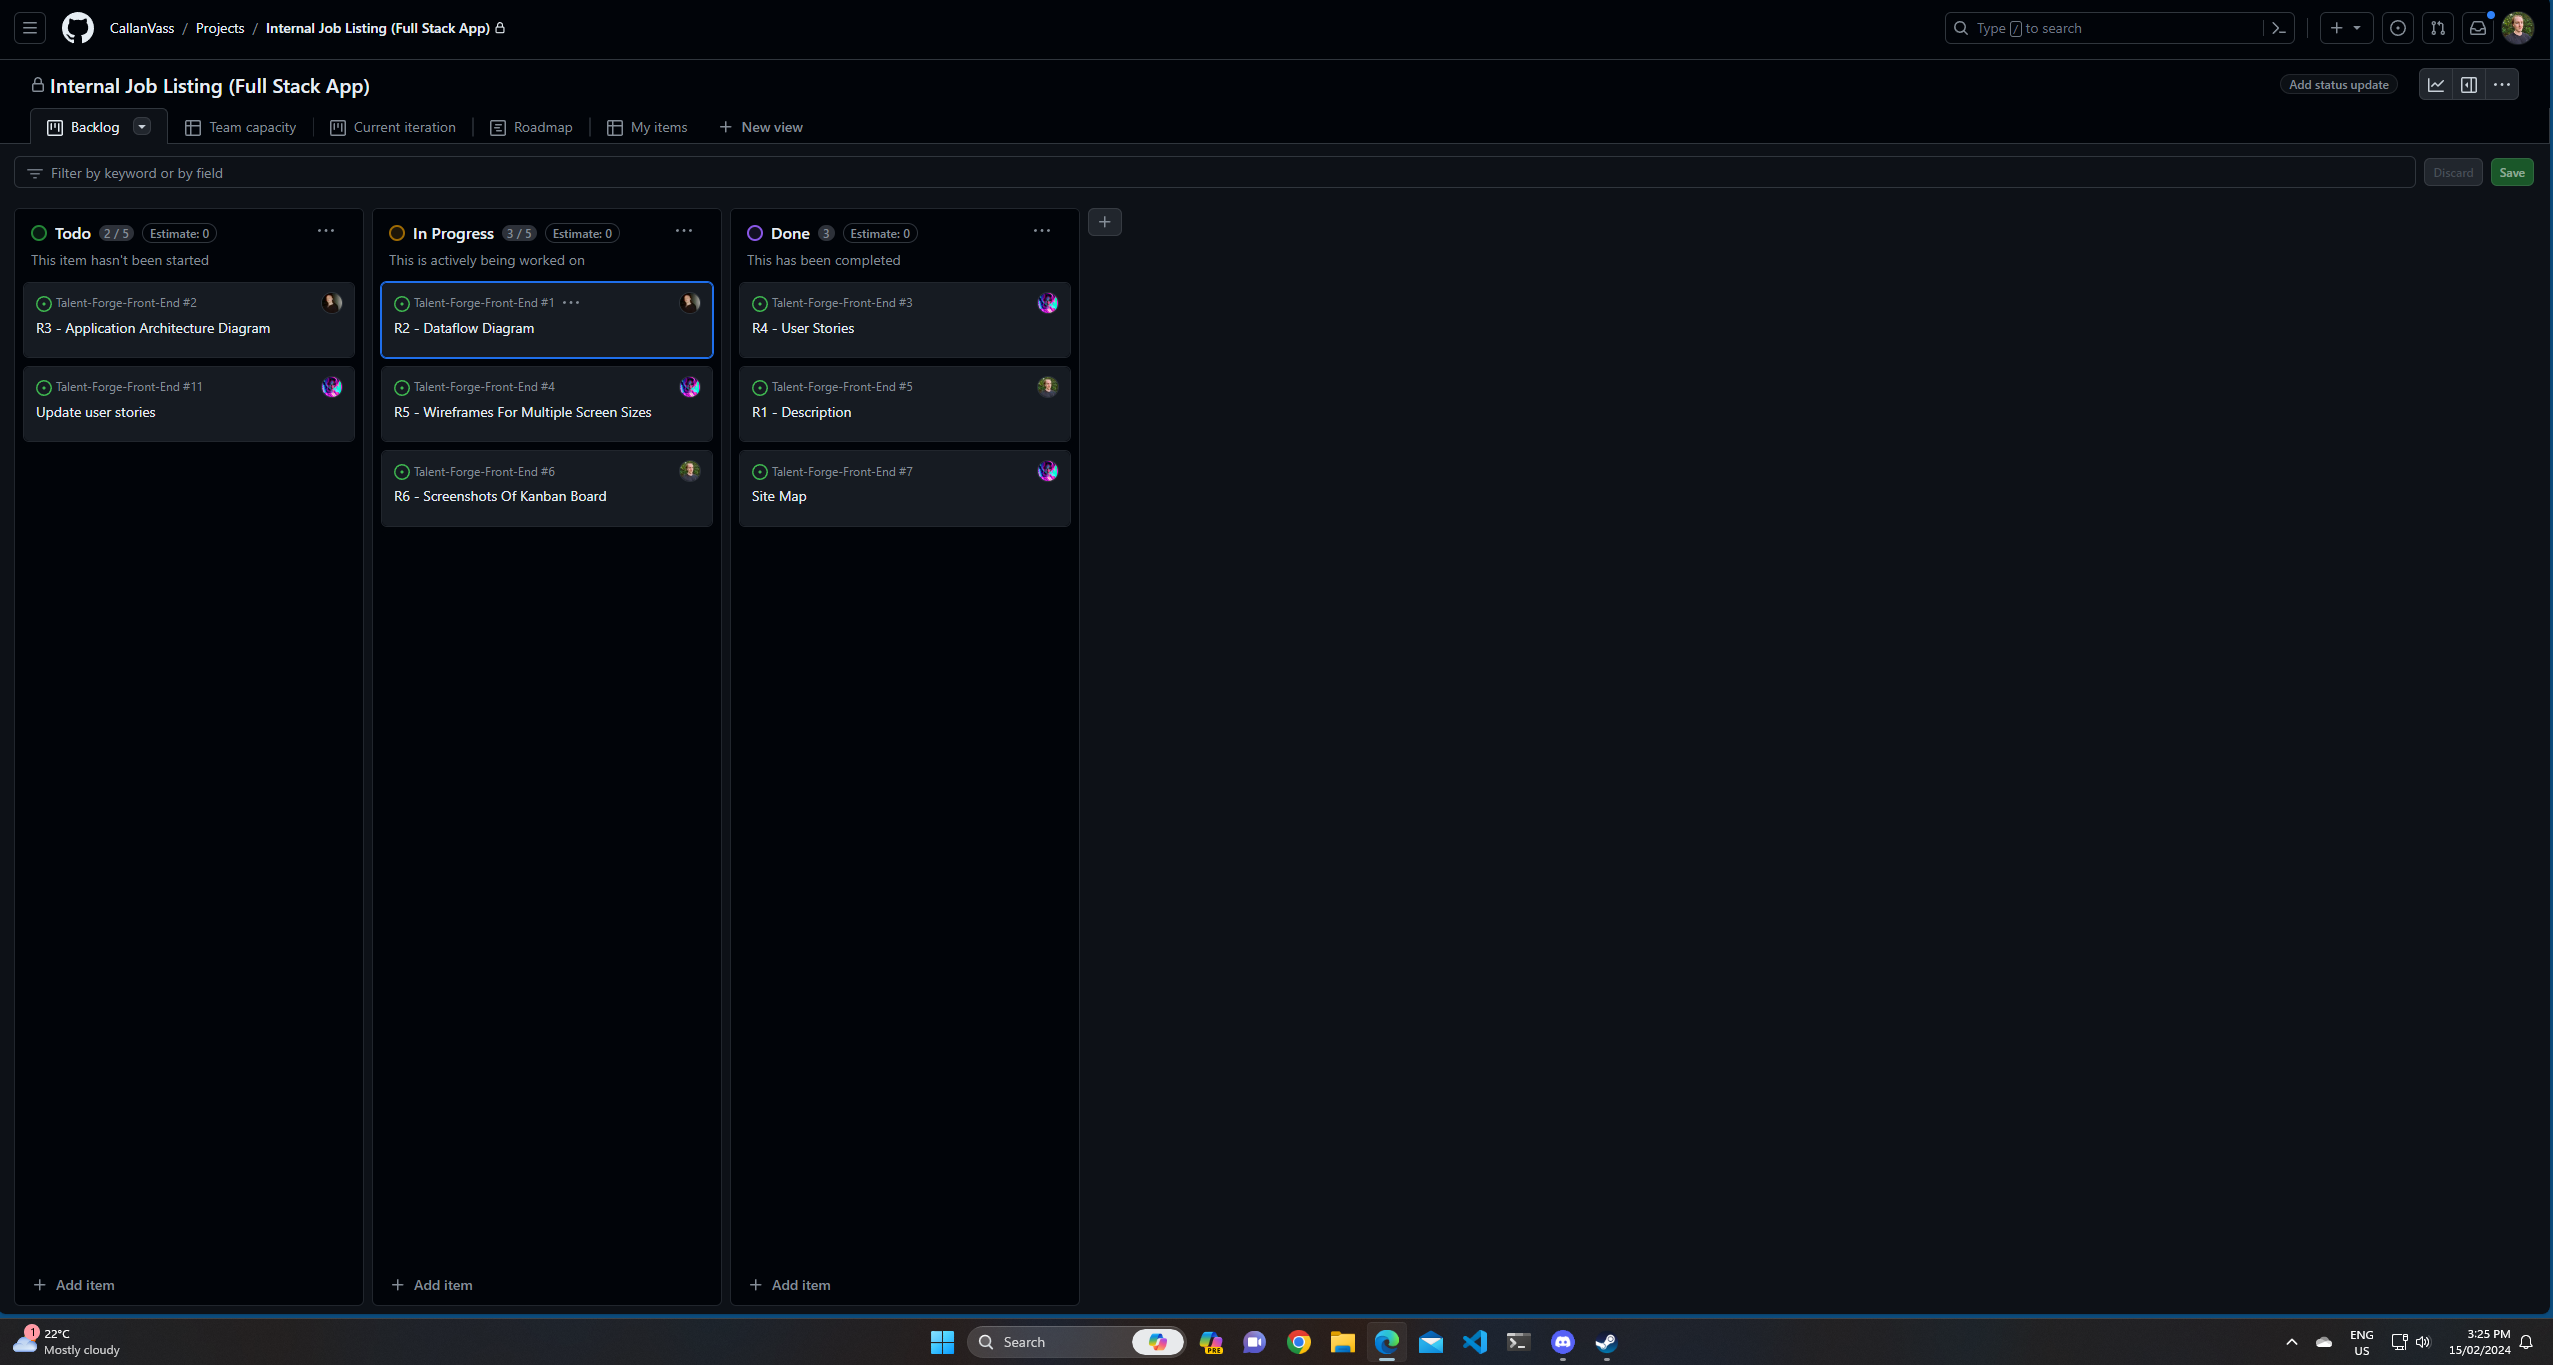 CallanVass / Projects / Internal Job Listing (Full Stack App)
Type / to search
Internal Job Listing (Full Stack App)
Add status update
Backlog
Team capacity
Current iteration
Roadmap
My items
New view
Filter by keyword or by field
Discard
Save
Todo 2 / 5 Estimate: 0
This item hasn't been started
Talent-Forge-Front-End #2
R3 - Application Architecture Diagram
Talent-Forge-Front-End #11
Update user stories
Add item
In Progress 3 / 5 Estimate: 0
This is actively being worked on
Talent-Forge-Front-End #1
R2 - Dataflow Diagram
Talent-Forge-Front-End #4
R5 - Wireframes For Multiple Screen Sizes
Talent-Forge-Front-End #6
R6 - Screenshots Of Kanban Board
Add item
Done 3 Estimate: 0
This has been completed
Talent-Forge-Front-End #3
R4 - User Stories
Talent-Forge-Front-End #5
R1 - Description
Talent-Forge-Front-End #7
Site Map
Add item
1
22°C
Mostly cloudy
Search
PRE
ENG
US
3:25 PM
15/02/2024